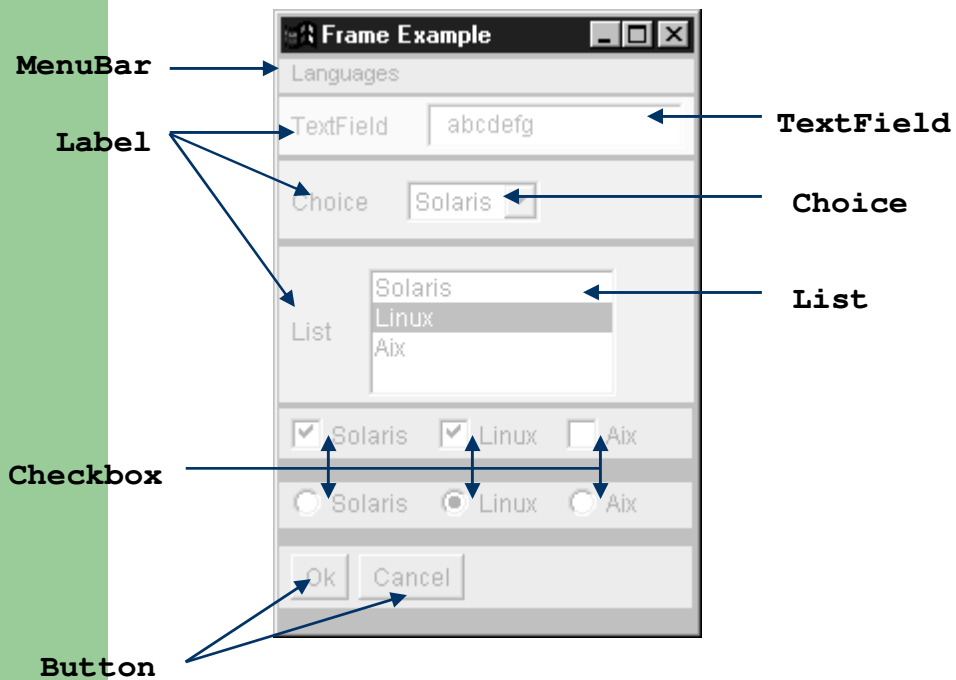 Frame Example
MenuBar
Languages
TextField abcdefg
TextField
Label
Choice Solaris
Choice
Solaris
List
Linux
List
Aix
Solaris Linux Aix
Checkbox
Solaris Linux Aix
Ok Cancel
Button